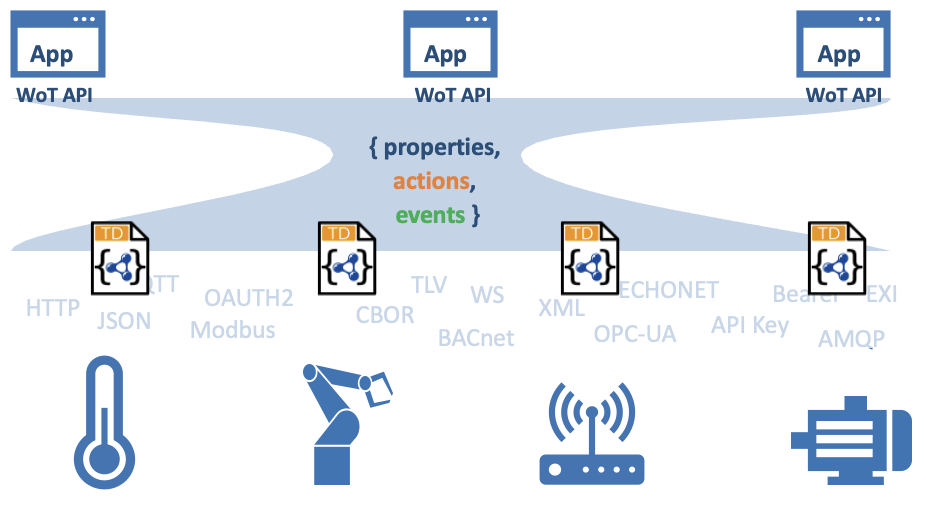 App
App
App
WoT API
WoT API
WoT API
{ properties,
actions,
events }
TD
TD
TD
TD
HTTP
JSON
OAUTH2
Modbus
TLV
CBOR
WS
BACnet
XML
ECHONET
OPC-UA
API Key
Bearer
EXI
AMQP